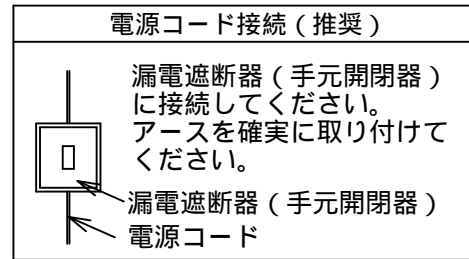 電源コード接続（推奨）
漏電遮断器（手元開閉器）
に接続してください。
アースを確実に取り付けて
ください。
漏電遮断器（手元開閉器）
電源コード